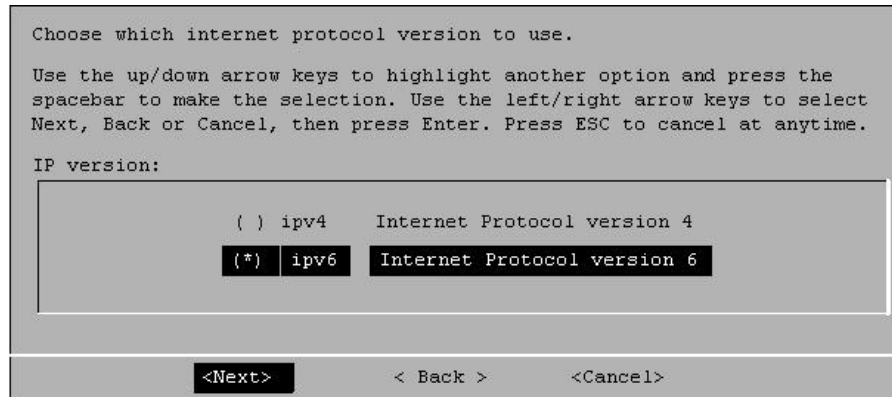 Choose which internet protocol version to use.
Use the up/down arrow keys to highlight another option and press the
spacebar to make the selection. Use the left/right arrow keys to select
Next, Back or Cancel, then press Enter. Press ESC to cancel at anytime.
IP version:
( ) ipv4 Internet Protocol version 4
(*) ipv6 Internet Protocol version 6
<Next> < Back > <Cancel>